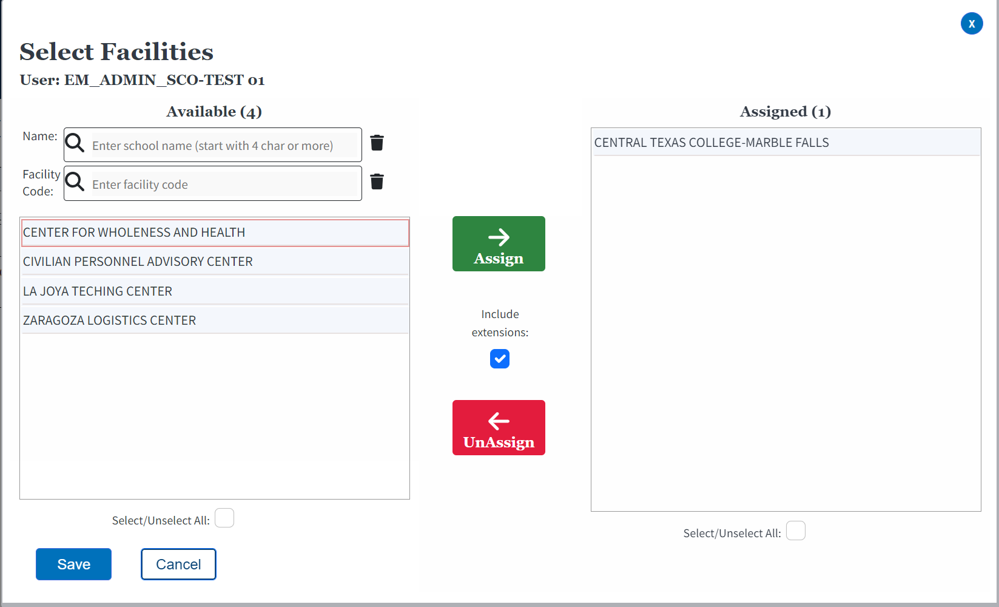 X
Select Facilities
User: EM_ADMIN_SCO-TEST 01
Available (4)
Name:
Enter school name (start with 4 char or more)
Facility
Code:
Enter facility code
CENTER FOR WHOLENESS AND HEALTH
CIVILIAN PERSONNEL ADVISORY CENTER
LA JOYA TECHING CENTER
ZARAGOZA LOGISTICS CENTER
Select/Unselect All:
Assign
Include
extensions:
UnAssign
Assigned (1)
CENTRAL TEXAS COLLEGE-MARBLE FALLS
Select/Unselect All:
Save
Cancel